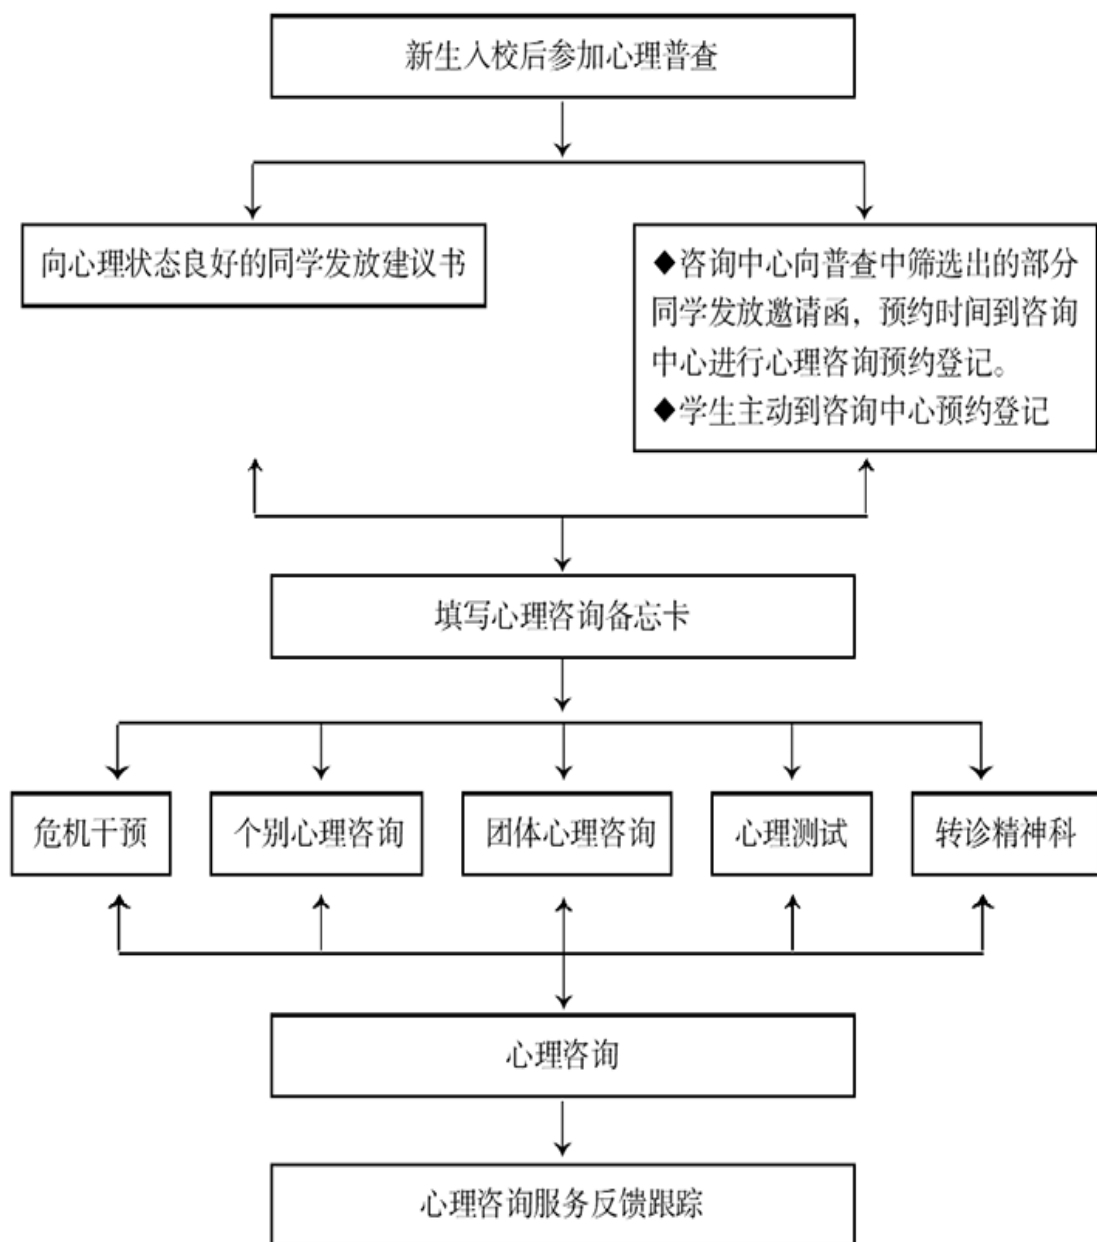 新生入校后参加心理普查
向心理状态良好的同学发放建议书
◆咨询中心向普查中筛选出的部分
同学发放邀请函，预约时间到咨询
中心进行心理咨询预约登记。
◆学生主动到咨询中心预约登记
填写心理咨询备忘卡
危机干预
个别心理咨询
团体心理咨询
心理测试
转诊精神科
心理咨询
心理咨询服务反馈跟踪